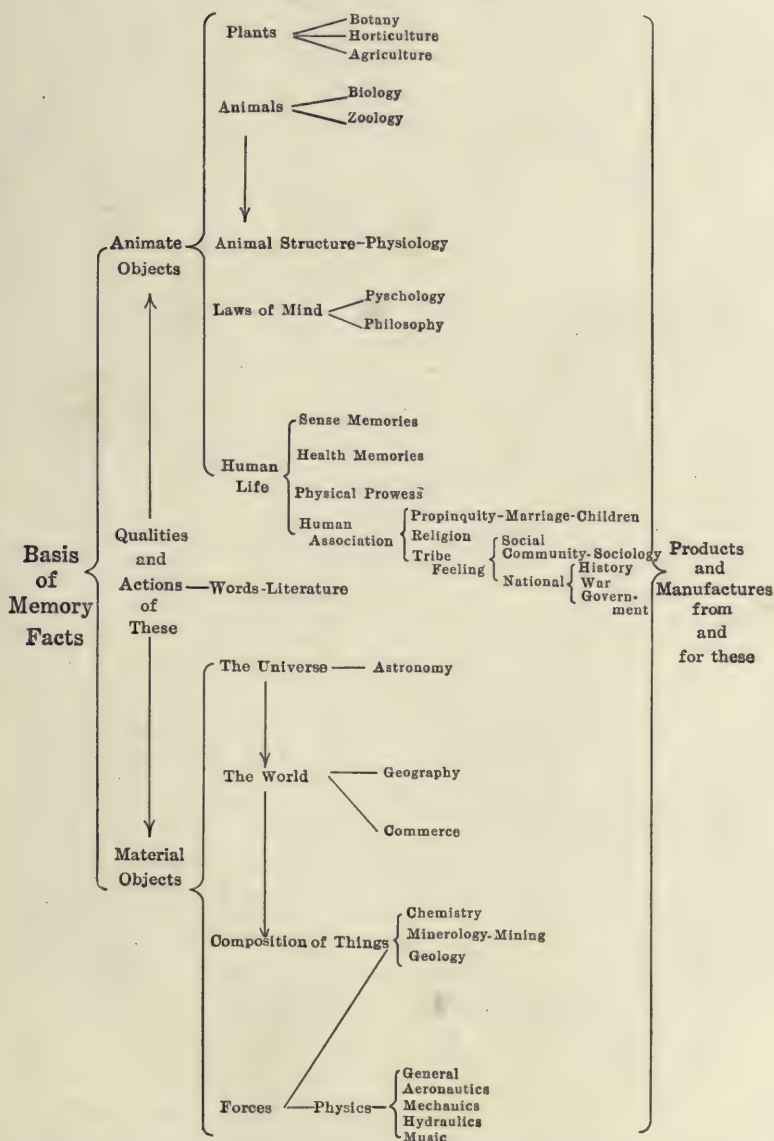 Plants
Botany
Horticulture
Agriculture
Animals
Biology
Zoology
Animate
Objects
Animal Structure-Physiology
Laws of Mind
Pyschology
Philosophy
Human
Life
Sense Memories
Health Memories
Physical Prowess
Human
Association
Propinquity-Marriage-Children
Religion
Tribe
Feeling
Social
Community-Sociology
National
History
War
Govern-
ment
Basis
of
Memory
Facts
Qualities
and
Actions
of
These
Words-Literature
Products
and
Manufactures
from
and
for these
The Universe
Astronomy
The World
Geography
Commerce
Material
Objects
Composition of Things
Chemistry
Minerology-Mining
Geology
Forces
Physics
General
Aeronautics
Mechanics
Hydraulics
Music